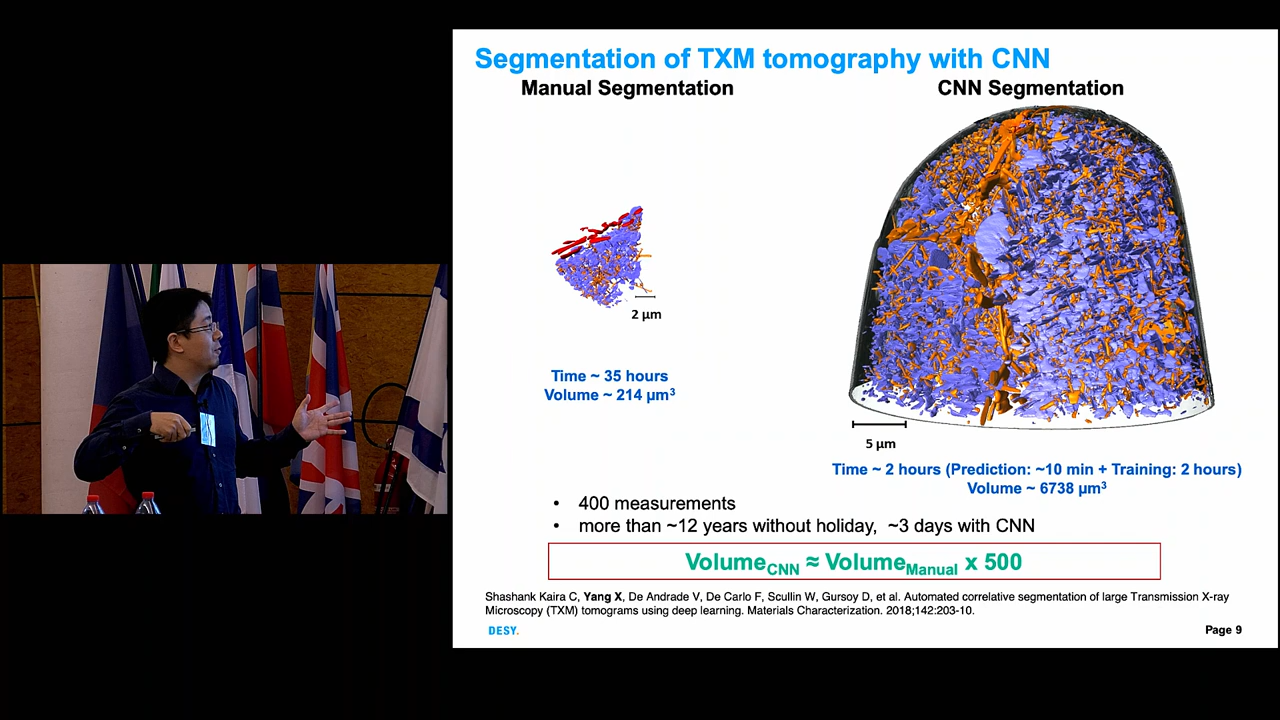 Segmentation of TXM tomography with CNN
Manual Segmentation
CNN Segmentation
2 µm
Time ~ 35 hours
Volume ~ 214 µm³
5 µm
Time ~ 2 hours (Prediction: ~10 min + Training: 2 hours)
Volume ~ 6738 µm³
• 400 measurements
• more than ~12 years without holiday, ~3 days with CNN
VolumeCNN ≈ VolumeManual x 500
Shashank Kaira C, Yang X, De Andrade V, De Carlo F, Scullin W, Gursoy D, et al. Automated correlative segmentation of large Transmission X-ray
Microscopy (TXM) tomograms using deep learning. Materials Characterization. 2018;142:203-10.
DESY.
Page 9